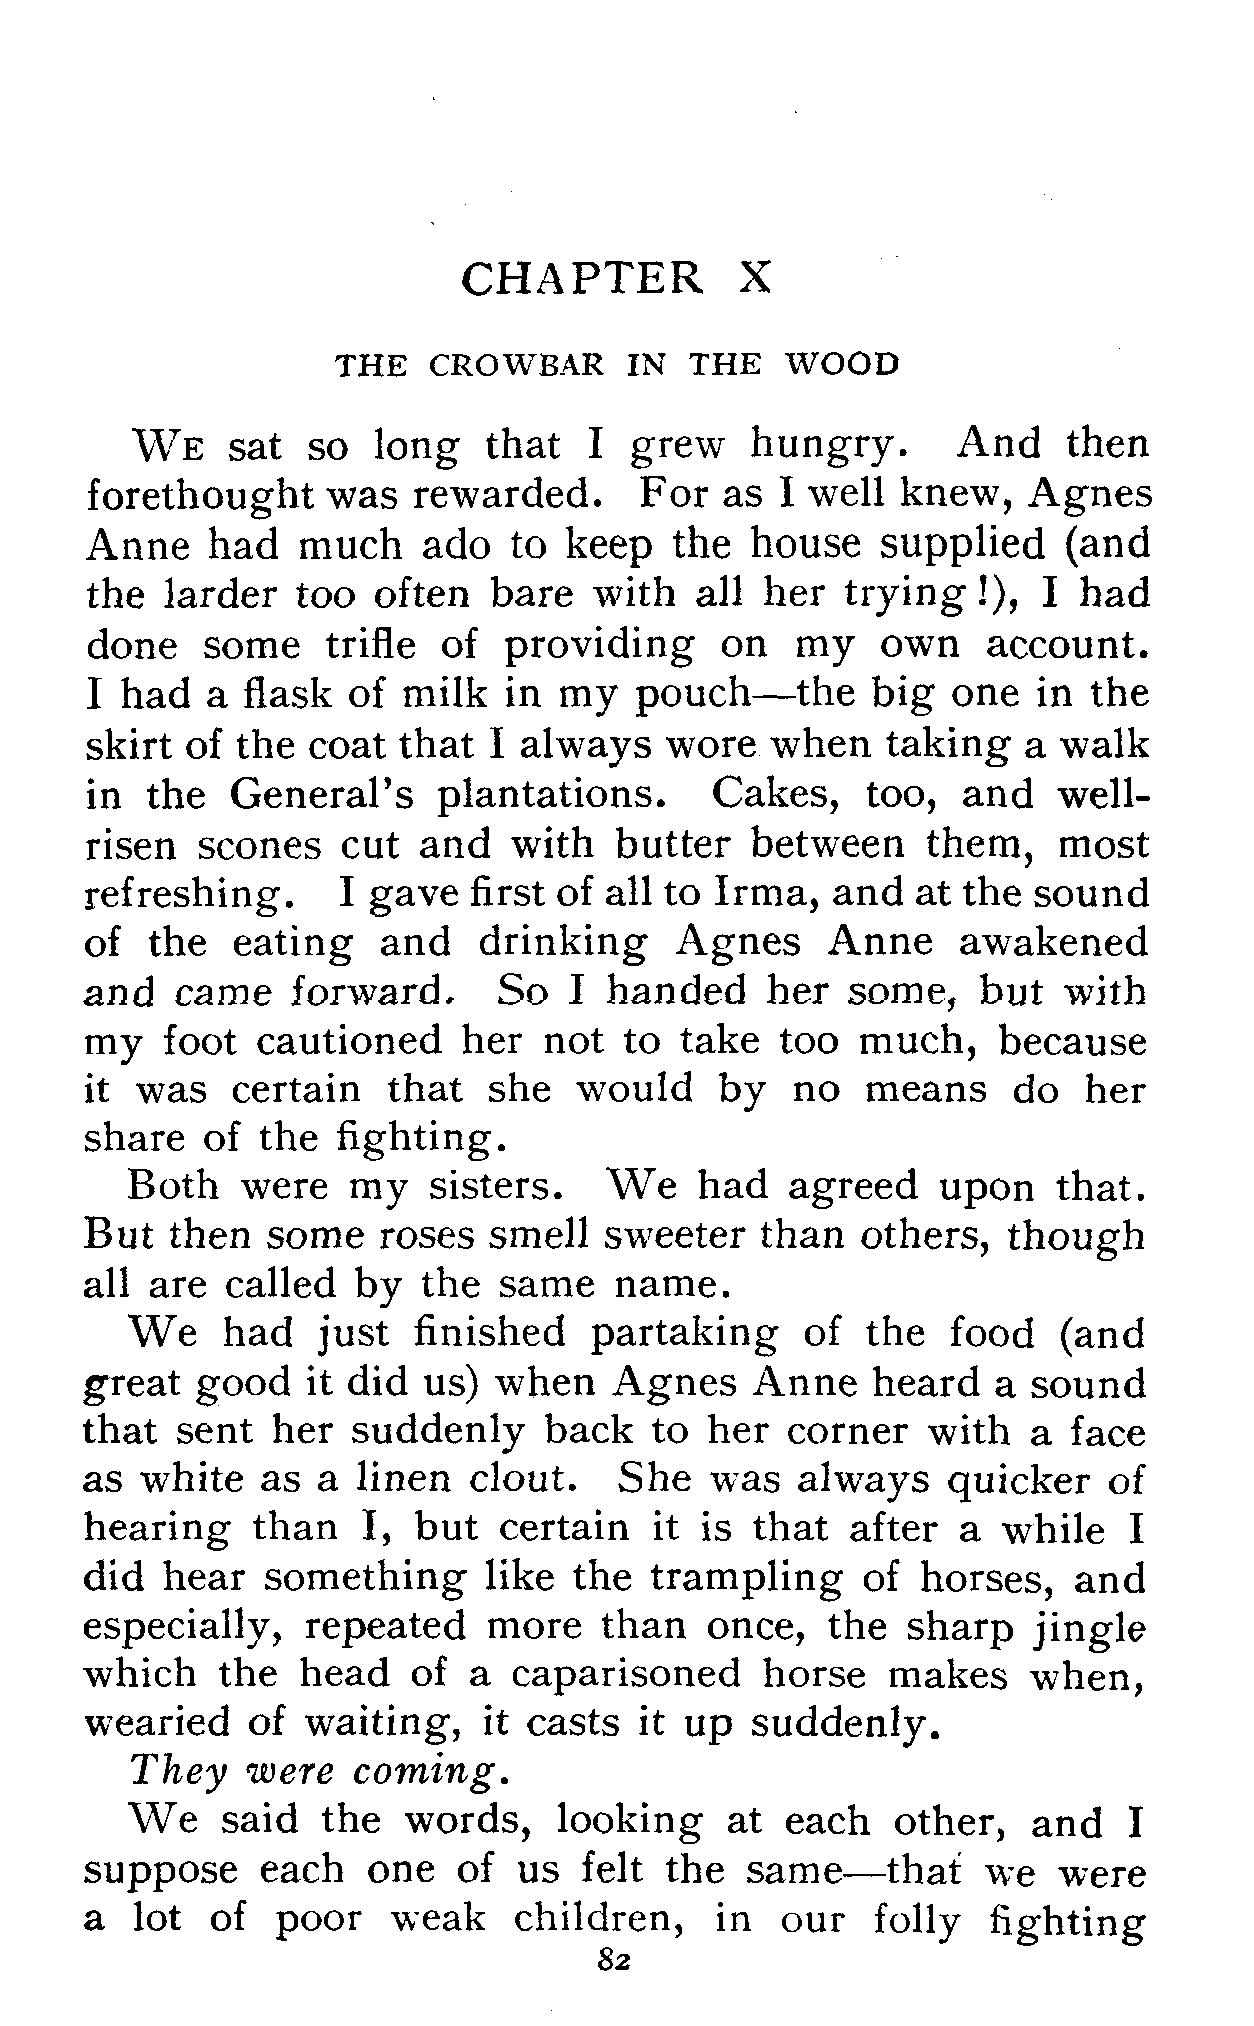 CHAPTER X
THE CROWBAR IN THE WOOD
WE sat so long that I grew hungry. And then
forethought was rewarded. For as I well knew, Agnes
Anne had much ado to keep the house supplied (and
the larder too often bare with all her trying !), I had
done some trifle of providing on my own account.
I had a flask of milk in my pouch—the big one in the
skirt of the coat that I always wore when taking a walk
in the General's plantations. Cakes, too, and well-
risen scones cut and with butter between them, most
refreshing. I gave first of all to Irma, and at the sound
of the eating and drinking Agnes Anne awakened
and came forward. So I handed her some, but with
my foot cautioned her not to take too much, because
it was certain that she would by no means do her
share of the fighting.
Both were my sisters. We had agreed upon that.
But then some roses smell sweeter than others, though
all are called by the same name.
We had just finished partaking of the food (and
great good it did us) when Agnes Anne heard a sound
that sent her suddenly back to her corner with a face
as white as a linen clout. She was always quicker of
hearing than I, but certain it is that after a while I
did hear something like the trampling of horses, and
especially, repeated more than once, the sharp jingle
which the head of a caparisoned horse makes when,
wearied of waiting, it casts it up suddenly.
They were coming.
We said the words, looking at each other, and I
suppose each one of us felt the same—that we were
a lot of poor weak children, in our folly fighting
82